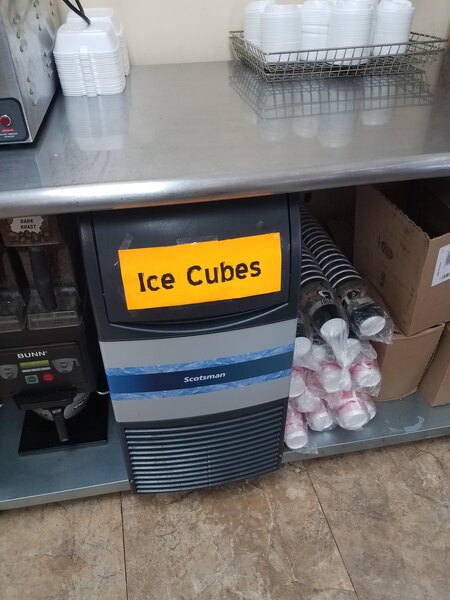 DARK
ROAST
Ice Cubes
BUNN
Scotsman